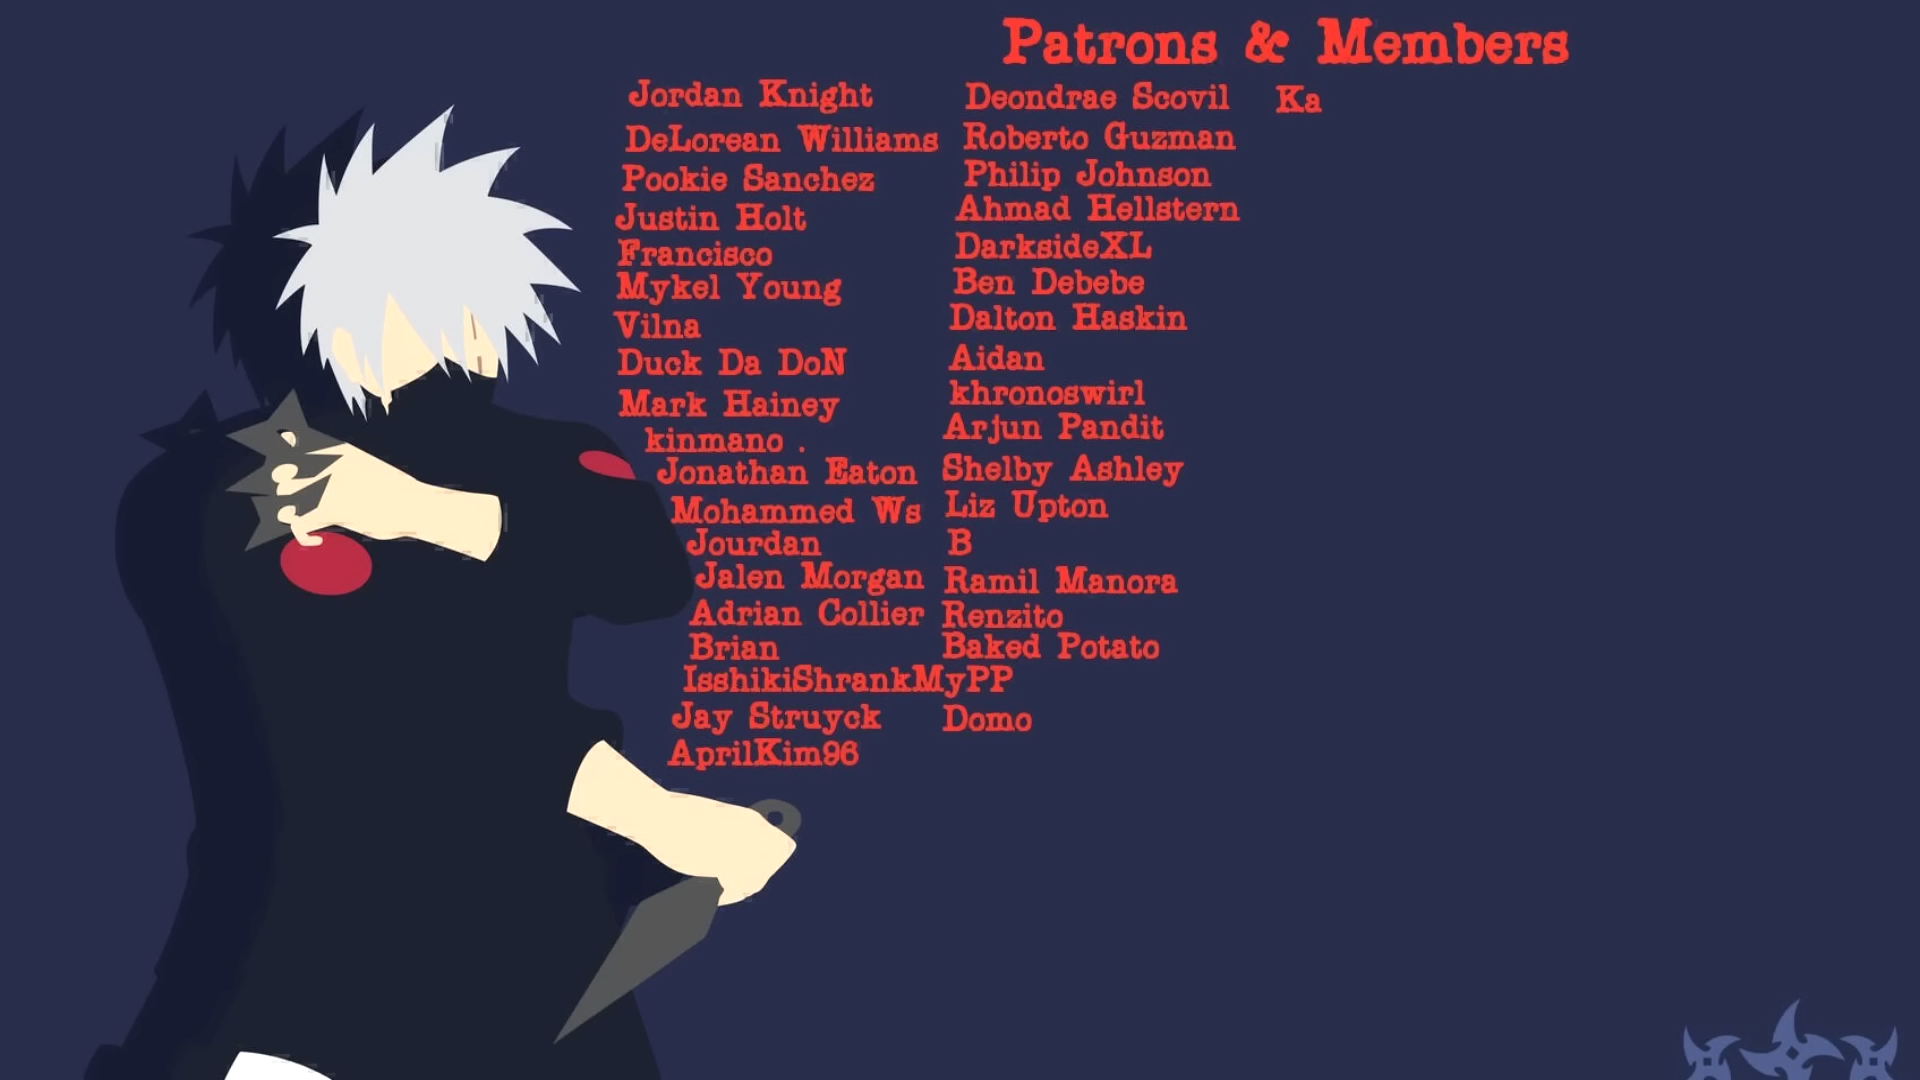 Patrons & Members
Jordan Knight
DeLorean Williams
Pookie Sanchez
Justin Holt
Francisco
Mykel Young
Vilna
Duck Da DoN
Mark Hainey
kinmano .
Jonathan Eaton
Mohammed Ws
Jourdan
Jalen Morgan
Adrian Collier
Brian
IsshikiShrankMyPP
Jay Struyck
AprilKim96
Deondrae Scovil
Roberto Guzman
Philip Johnson
Ahmad Hellstern
DarksideXL
Ben Debebe
Dalton Haskin
Aidan
khronoswirl
Arjun Pandit
Shelby Ashley
Liz Upton
B
Ramil Manora
Renzito
Baked Potato
Domo
Ka